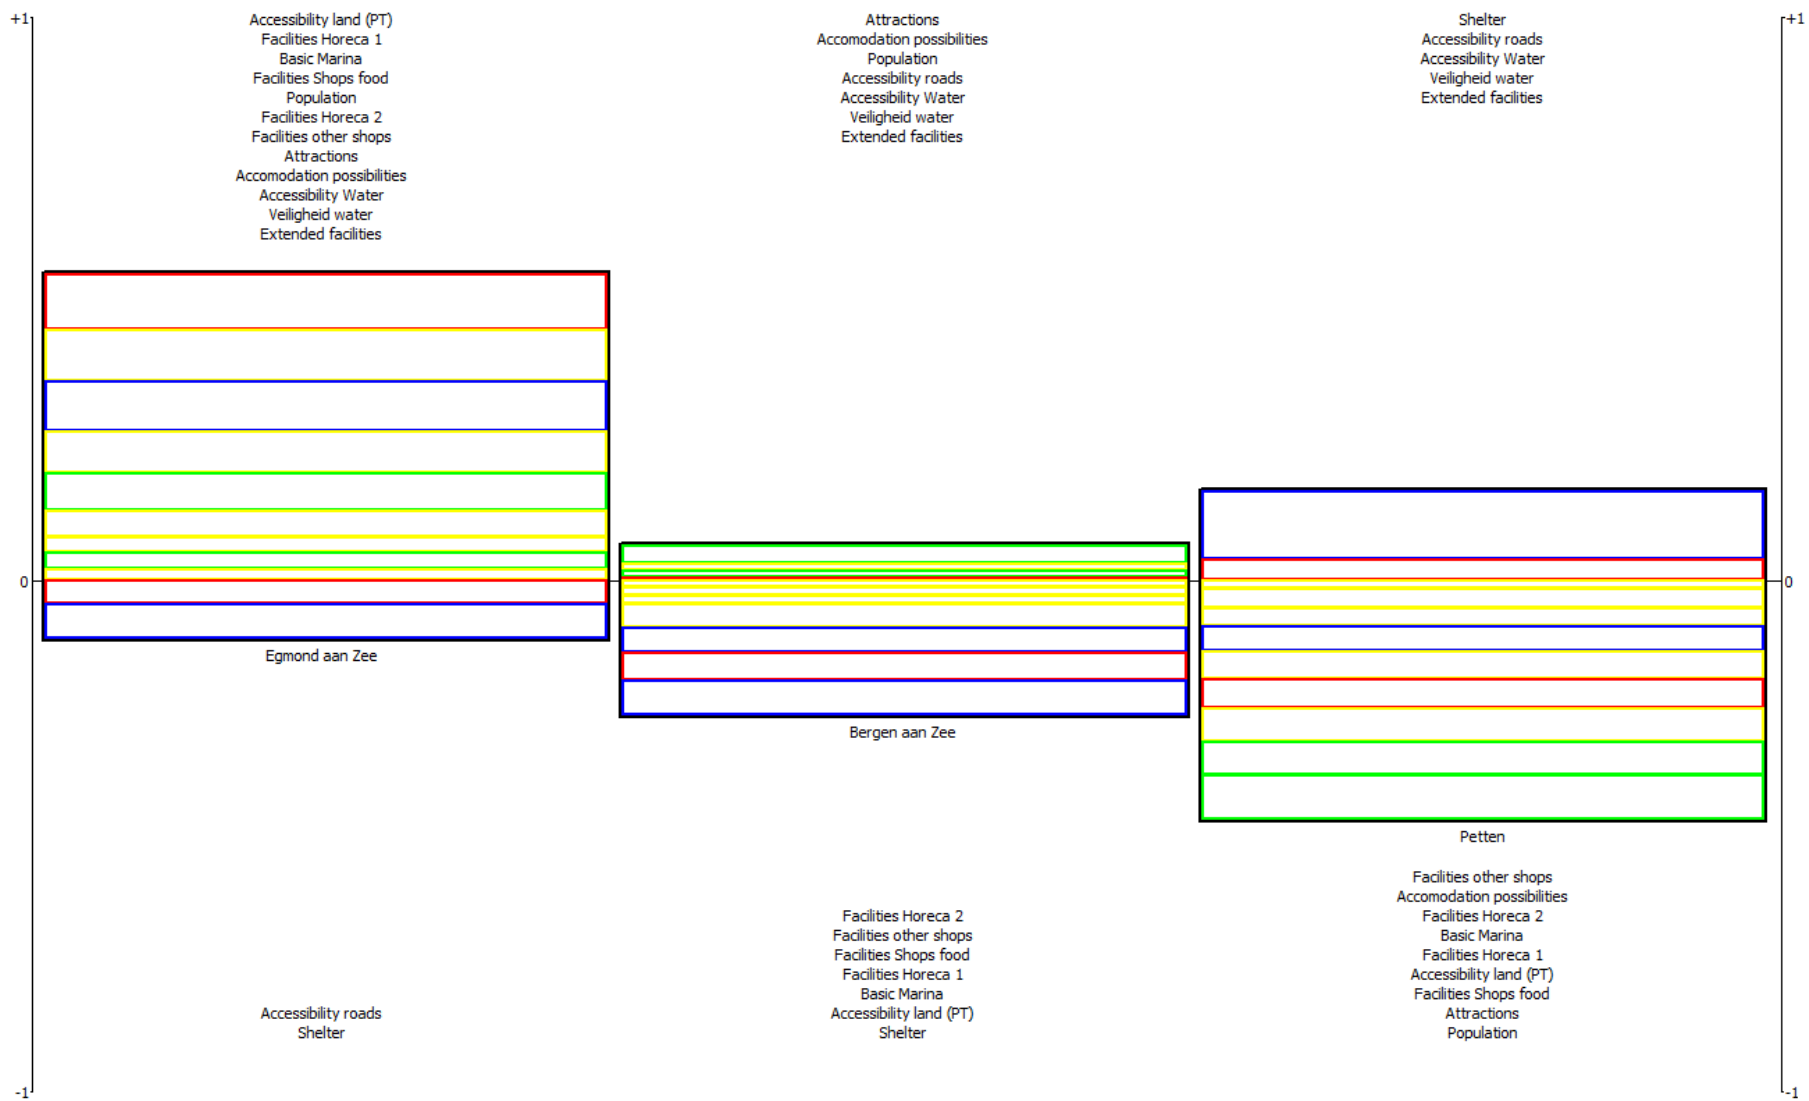 +1
Accessibility land (PT)
Facilities Horeca 1
Basic Marina
Facilities Shops food
Population
Facilities Horeca 2
Facilities other shops
Attractions
Accomodation possibilities
Accessibility Water
Veiligheid water
Extended facilities
Attractions
Accomodation possibilities
Population
Accessibility roads
Accessibility Water
Veiligheid water
Extended facilities
Shelter
Accessibility roads
Accessibility Water
Veiligheid water
Extended facilities
+1
0
0
Egmond aan Zee
Bergen aan Zee
Petten
Accessibility roads
Shelter
Facilities Horeca 2
Facilities other shops
Facilities Shops food
Facilities Horeca 1
Basic Marina
Accessibility land (PT)
Shelter
Facilities other shops
Accomodation possibilities
Facilities Horeca 2
Basic Marina
Facilities Horeca 1
Accessibility land (PT)
Facilities Shops food
Attractions
Population
-1
-1